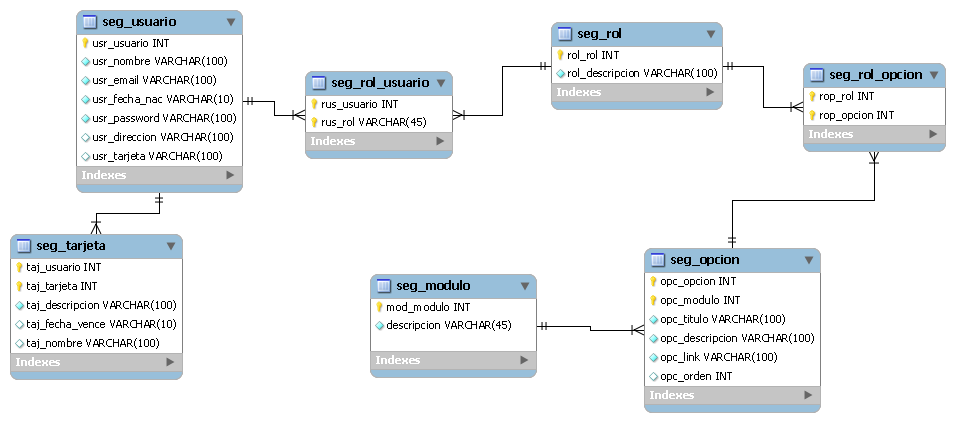 seg_usuario
usr_usuario INT
usr_nombre VARCHAR(100)
usr_email VARCHAR(100)
usr_fecha_nac VARCHAR(10)
usr_password VARCHAR(100)
usr_direccion VARCHAR(100)
usr_tarjeta VARCHAR(100)
Indexes
seg_rol_usuario
rus_usuario INT
rus_rol VARCHAR(45)
Indexes
seg_rol
rol_rol INT
rol_descripcion VARCHAR(100)
Indexes
seg_rol_opcion
rop_rol INT
rop_opcion INT
Indexes
seg_tarjeta
taj_usuario INT
taj_tarjeta INT
taj_descripcion VARCHAR(100)
taj_fecha_vence VARCHAR(10)
taj_nombre VARCHAR(100)
Indexes
seg_modulo
mod_modulo INT
descripcion VARCHAR(45)
Indexes
seg_opcion
opc_opcion INT
opc_modulo INT
opc_titulo VARCHAR(100)
opc_descripcion VARCHAR(100)
opc_link VARCHAR(100)
opc_orden INT
Indexes